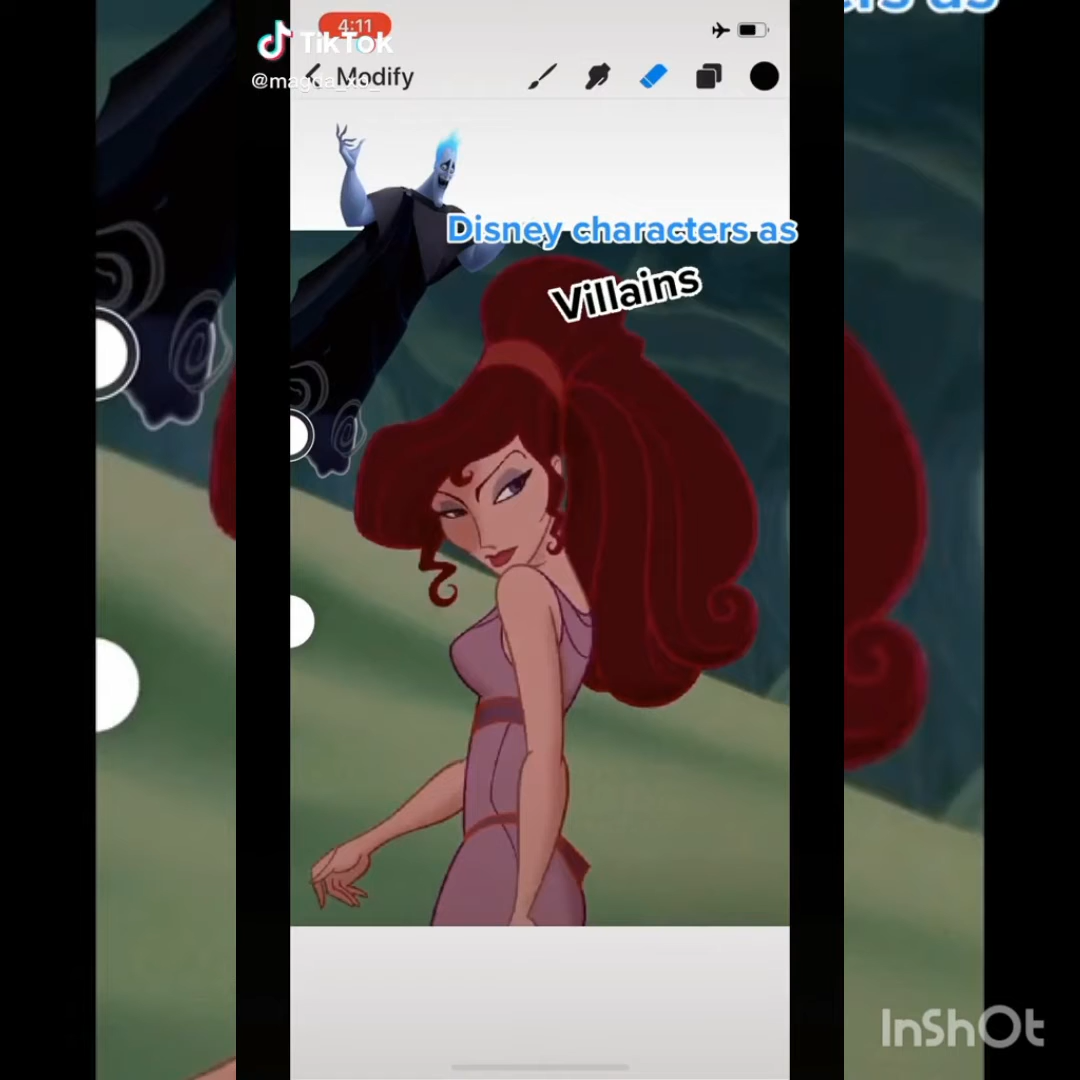 4:11
TikTok
Modify
Disney characters as
Villains
InShOt